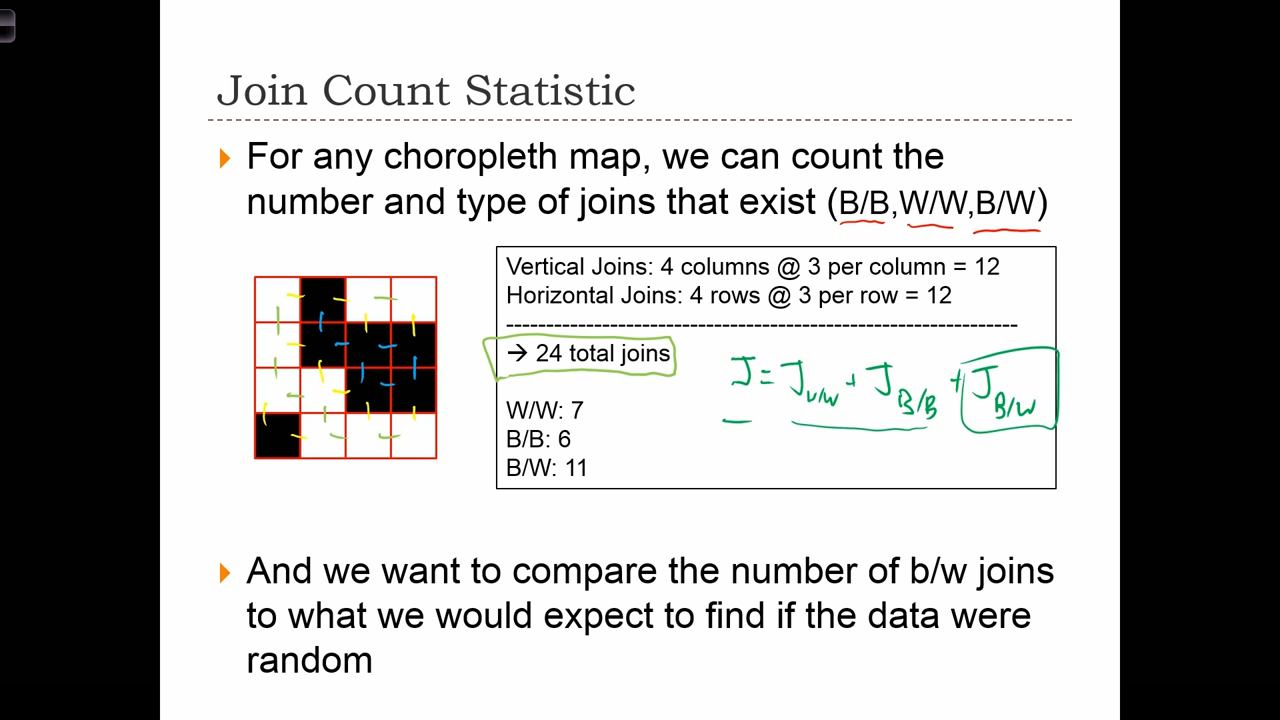 Join Count Statistic
For any choropleth map, we can count the
number and type of joins that exist (B/B,W/W,B/W)
Vertical Joins: 4 columns @ 3 per column = 12
Horizontal Joins: 4 rows @ 3 per row = 12
------------------------------------------------------------------
→ 24 total joins
J = J W/W + J B/B + J B/W
W/W: 7
B/B: 6
B/W: 11
And we want to compare the number of b/w joins
to what we would expect to find if the data were
random